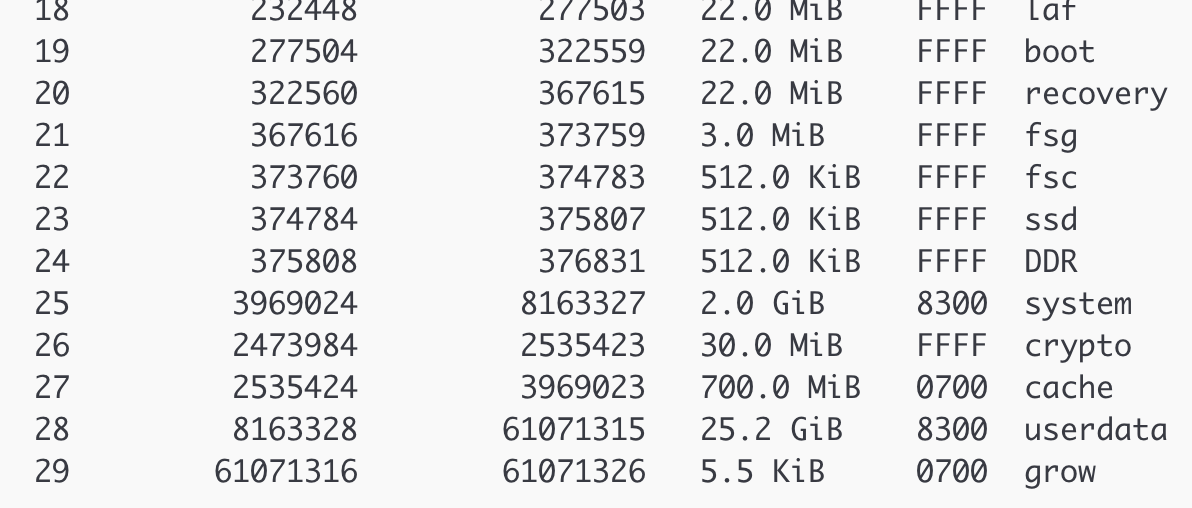 18 232448 277503 22.0 MiB FFFF laf
19 277504 322559 22.0 MiB FFFF boot
20 322560 367615 22.0 MiB FFFF recovery
21 367616 373759 3.0 MiB FFFF fsg
22 373760 374783 512.0 KiB FFFF fsc
23 374784 375807 512.0 KiB FFFF ssd
24 375808 376831 512.0 KiB FFFF DDR
25 3969024 8163327 2.0 GiB 8300 system
26 2473984 2535423 30.0 MiB FFFF crypto
27 2535424 3969023 700.0 MiB 0700 cache
28 8163328 61071315 25.2 GiB 8300 userdata
29 61071316 61071326 5.5 KiB 0700 grow